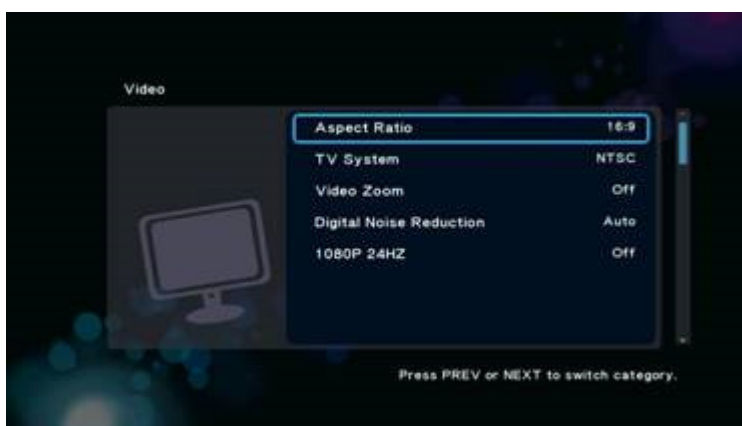 Video
Aspect Ratio 16:9
TV System NTSC
Video Zoom Off
Digital Noise Reduction Auto
1080P 24HZ Off
Press PREV or NEXT to switch category.